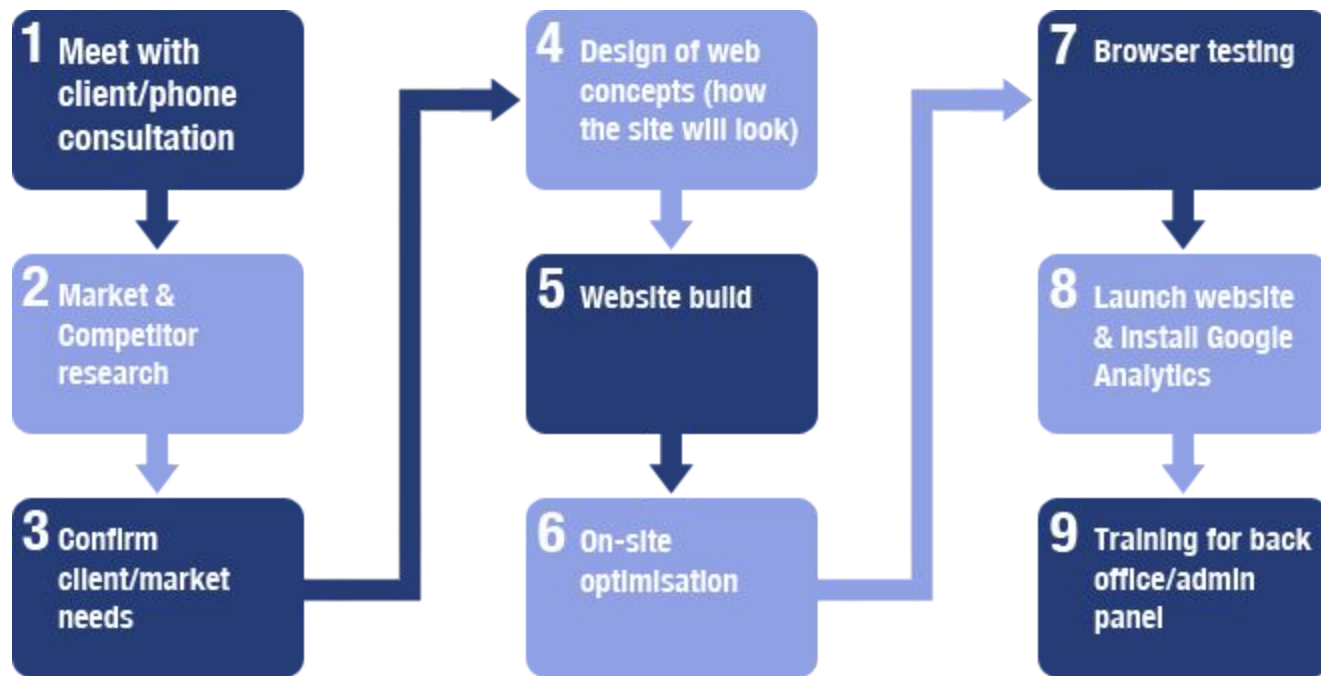 1 Meet with
client/phone
consultation
2 Market &
Competitor
research
3 Confirm
client/market
needs
4 Design of web
concepts (how
the site will look)
5 Website build
6 On-site
optimisation
7 Browser testing
8 Launch website
& Install Google
Analytics
9 Training for back
office/admin
panel